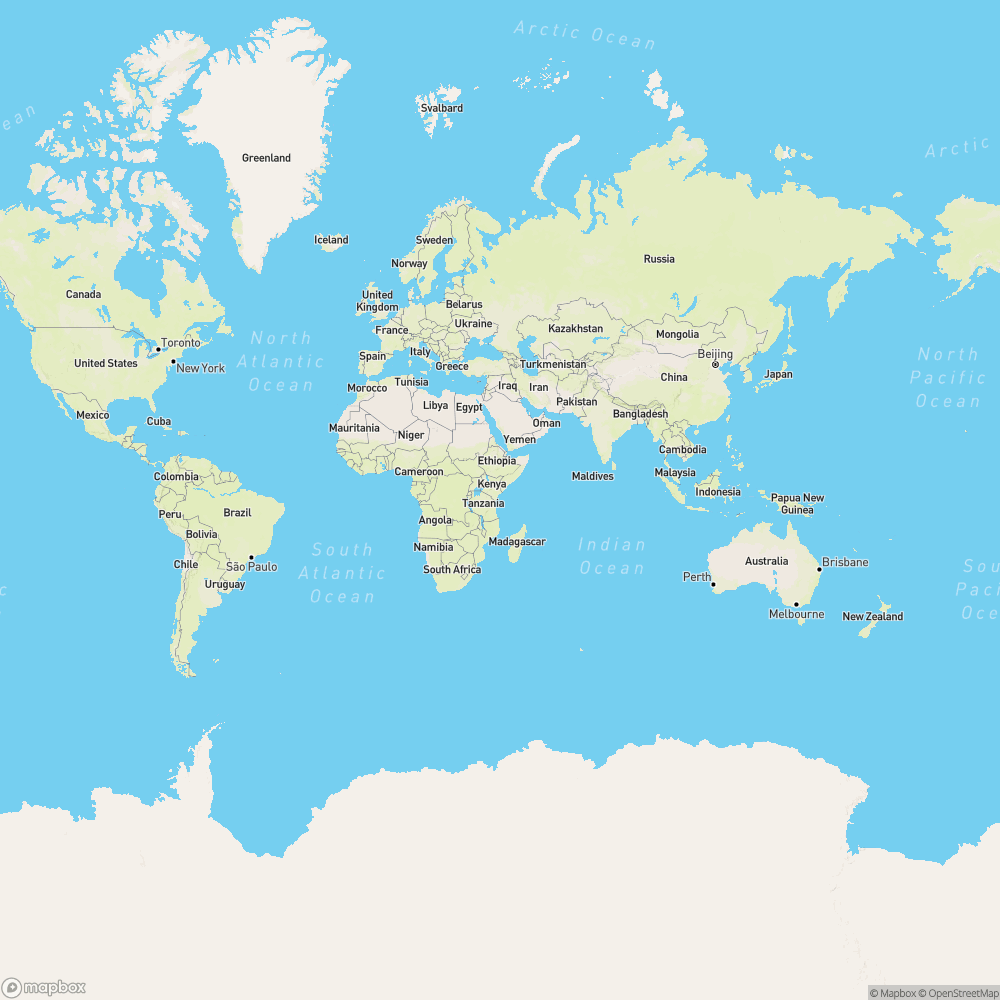 Arctic Ocean
ean
Svalbard
Arctic
Greenland
Iceland
Sweden
Norway
Russia
Canada
United
Kingdom
Belarus
Ukraine
Kazakhstan
Mongolia
France
Toronto
North
Atlantic
Ocean
United States
New York
Spain
Italy
Greece
Turkmenistan
Beijing
China
Japan
North
Pacific
Ocean
Morocco
Tunisia
Iraq
Iran
Pakistan
Libya
Egypt
Bangladesh
Mexico
Cuba
Mauritania
Niger
Oman
Yemen
Cambodia
Colombia
Cameroon
Ethiopia
Kenya
Maldives
Malaysia
Indonesia
Papua New
Guinea
Peru
Brazil
Tanzania
Bolivia
Angola
Namibia
Madagascar
South
Atlantic
Ocean
Indian
Ocean
Chile
São Paulo
Uruguay
South Africa
Australia
Brisbane
Perth
Melbourne
New Zealand
c
Sou
Paci
Oce
mapbox
© Mapbox © OpenStreetMap